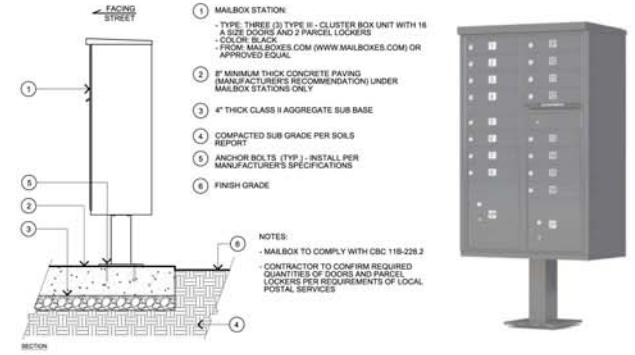 FACING
STREET
1 MAILBOX STATION:
- TYPE: THREE (3) TYPE III - CLUSTER BOX UNIT WITH 16
A SIZE DOORS AND 2 PARCEL LOCKERS
- COLOR: BLACK
- FROM: MAILBOXES.COM (WWW.MAILBOXES.COM) OR
APPROVED EQUAL
2 8" MINIMUM THICK CONCRETE PAVING
(MANUFACTURER'S RECOMMENDATION) UNDER
MAILBOX STATIONS ONLY
3 4" THICK CLASS II AGGREGATE SUB BASE
4 COMPACTED SUB GRADE PER SOILS
REPORT
5 ANCHOR BOLTS (TYP.) - INSTALL PER
MANUFACTURER'S SPECIFICATIONS
6 FINISH GRADE
1
5
2
3
6
4
NOTES:
- MAILBOX TO COMPLY WITH CBC 11B-228.2
- CONTRACTOR TO CONFIRM REQUIRED
QUANTITIES OF DOORS AND PARCEL
LOCKERS PER REQUIREMENTS OF LOCAL
POSTAL SERVICES
SECTION